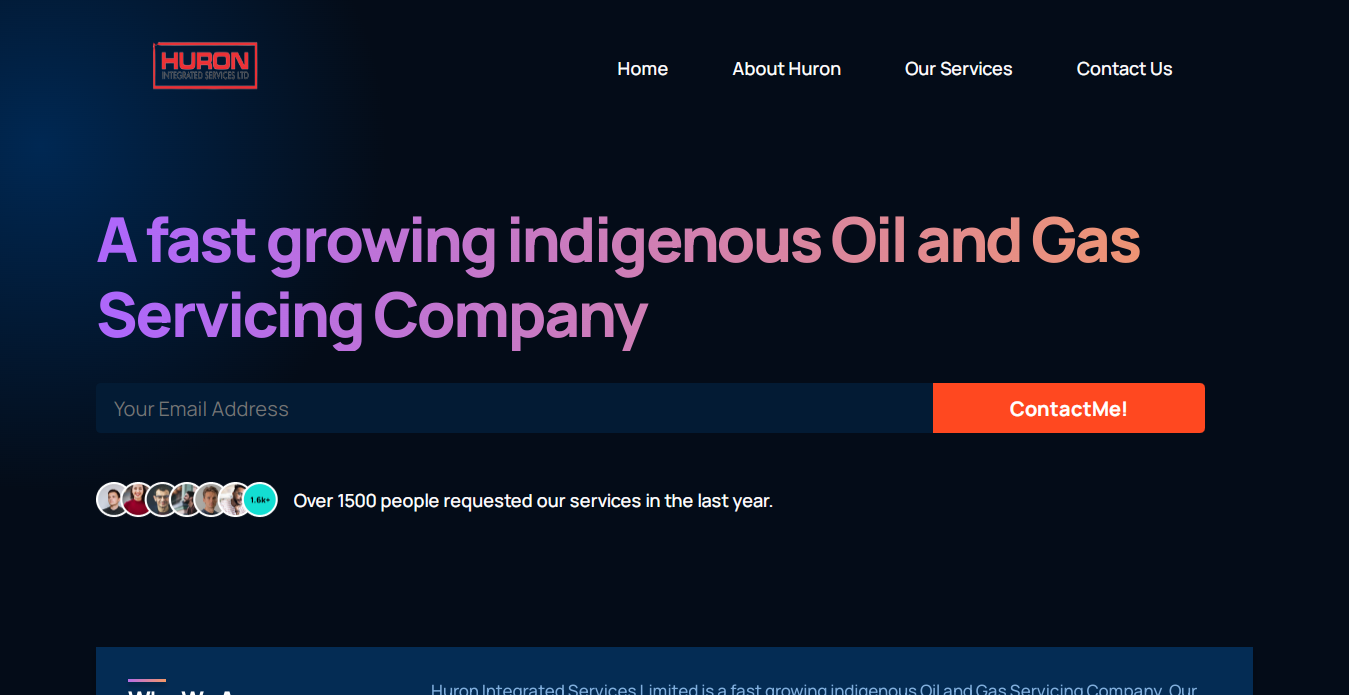 HURON
INTEGRATED SERVICES LTD
Home
About Huron
Our Services
Contact Us
A fast growing indigenous Oil and Gas
Servicing Company
Your Email Address
ContactMe!
1.6k+
Over 1500 people requested our services in the last year.
Huron Integrated Services Limited is a fast growing indigenous Oil and Gas Servicing Company. Our